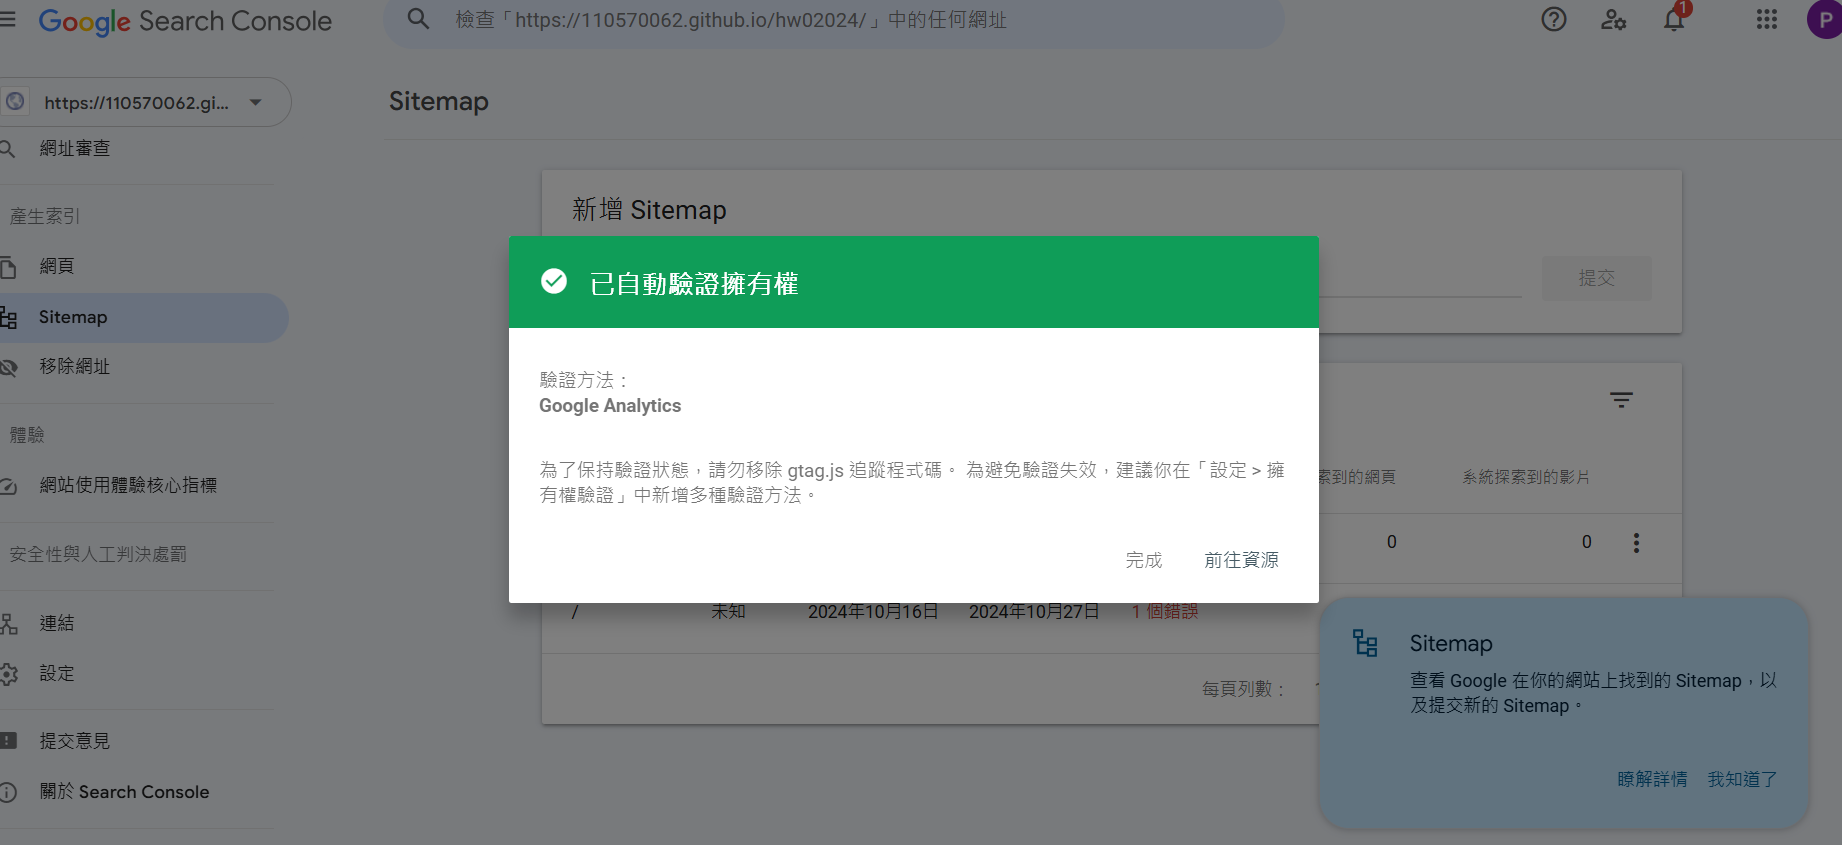 Google Search Console
檢查「https://110570062.github.io/hw02024/」中的任何網址
1
P
https://110570062.gi...
Sitemap
網址審查
產生索引
網頁
Sitemap
移除網址
體驗
網站使用體驗核心指標
安全性與人工判決處罰
連結
設定
提交意見
關於 Search Console
新增 Sitemap
提交
已自動驗證擁有權
驗證方法：
Google Analytics
為了保持驗證狀態，請勿移除 gtag.js 追蹤程式碼。 為避免驗證失效，建議你在「設定 > 擁
有權驗證」中新增多種驗證方法。
完成 前往資源
索到的網頁 系統探索到的影片
0 0
/ 未知 2024年10月16日 2024年10月27日 1 個錯誤
每頁列數：
Sitemap
查看 Google 在你的網站上找到的 Sitemap，以
及提交新的 Sitemap。
瞭解詳情 我知道了